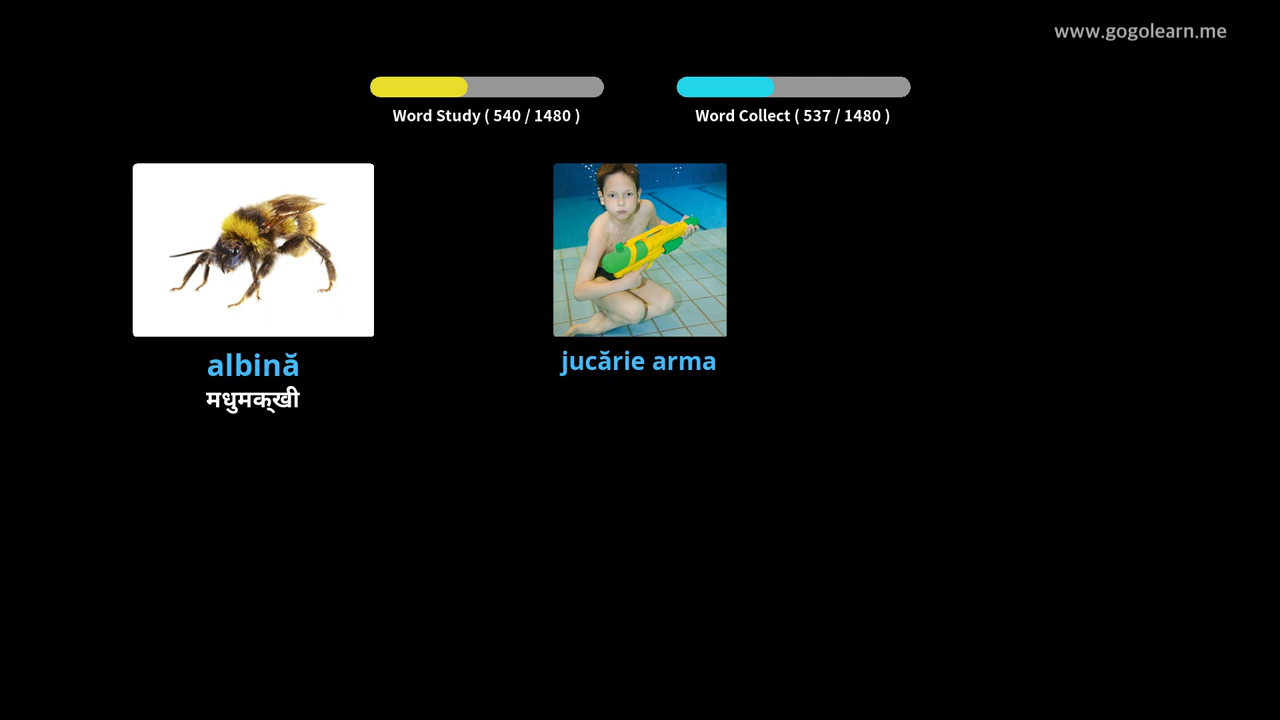 www.gogolearn.me
Word Study ( 540 / 1480 )
Word Collect ( 537 / 1480 )
albină
मधुमक्खी
jucărie arma